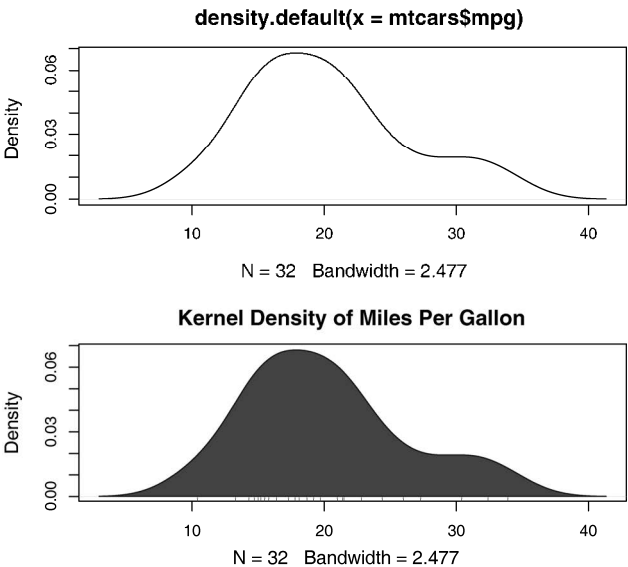 density.default(x = mtcars$mpg)
Density
0.00 0.03 0.06
10 20 30 40
N = 32 Bandwidth = 2.477
Kernel Density of Miles Per Gallon
Density
0.00 0.03 0.06
10 20 30 40
N = 32 Bandwidth = 2.477